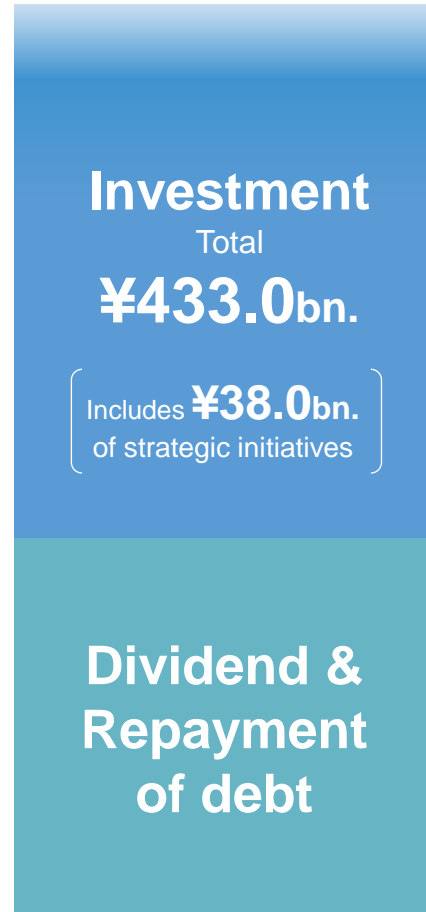 Investment
Total
¥433.0bn.
Includes ¥38.0bn.
of strategic initiatives
Dividend &
Repayment
of debt